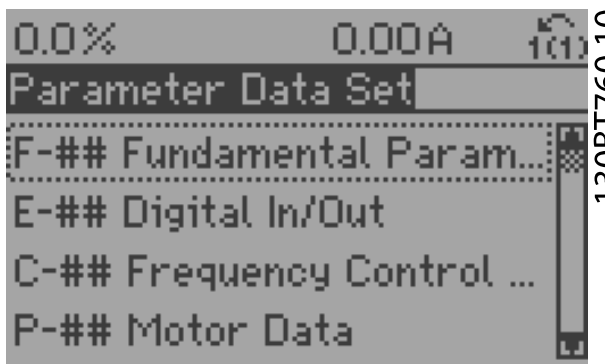 0.0% 0.00A 1(1)
Parameter Data Set
F-## Fundamental Param...
E-## Digital In/Out
C-## Frequency Control ...
P-## Motor Data
130BT760.10